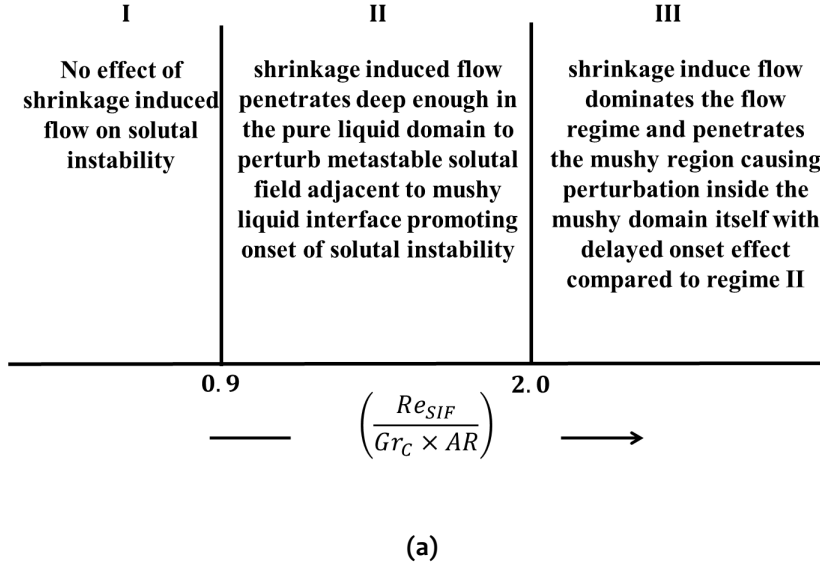 I
No effect of
shrinkage induced
flow on solutal
instability
II
shrinkage induced flow
penetrates deep enough in
the pure liquid domain to
perturb metastable solutal
field adjacent to mushy
liquid interface promoting
onset of solutal instability
III
shrinkage induce flow
dominates the flow
regime and penetrates
the mushy region causing
perturbation inside the
mushy domain itself with
delayed onset effect
compared to regime II
0.9
2.0
(Re_SIF / (Gr_C × AR))
(a)